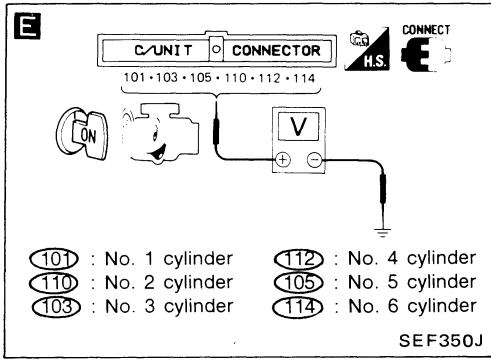 E
C/UNIT CONNECTOR
H.S.
CONNECT
101 • 103 • 105 • 110 • 112 • 114
ON
V
⊕ ⊖
101 : No. 1 cylinder
110 : No. 2 cylinder
103 : No. 3 cylinder
112 : No. 4 cylinder
105 : No. 5 cylinder
114 : No. 6 cylinder
SEF350J